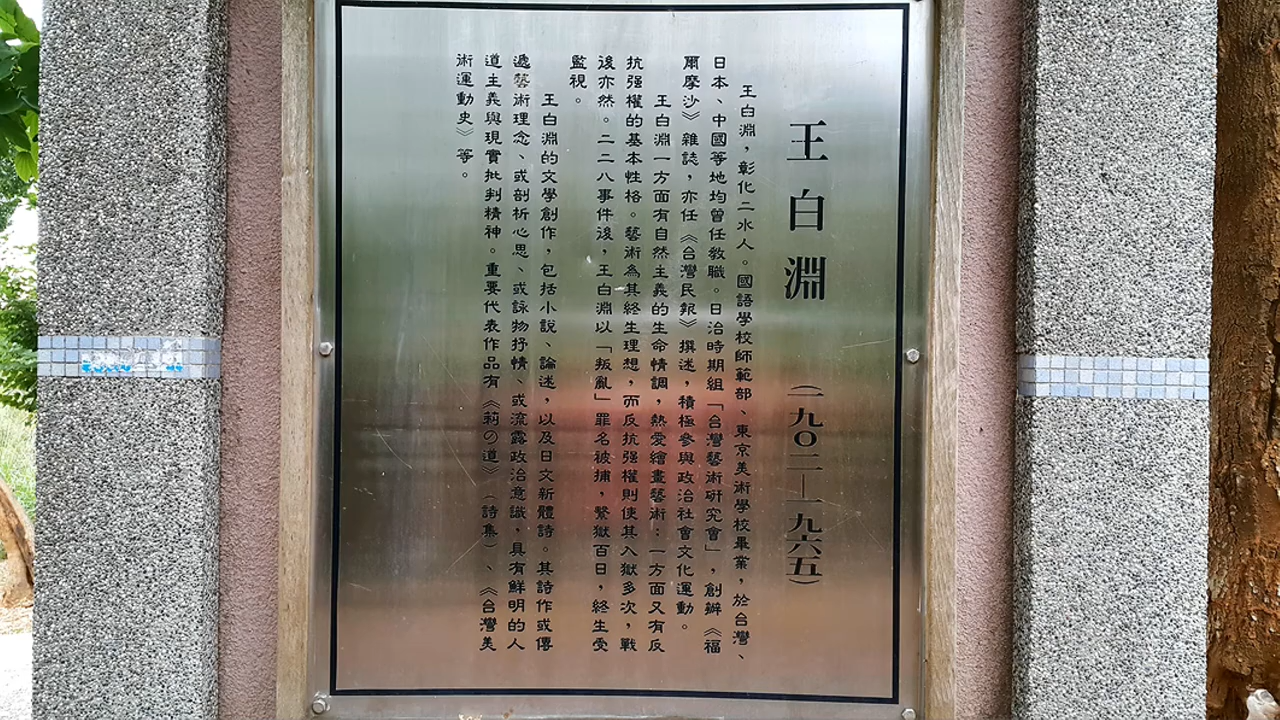 王白淵 (一九〇二—一九六五)
王白淵，彰化二水人。國語學校師範部、東京美術學校畢業，於台灣、
日本、中國等地均曾任教職。日治時期組「台灣藝術研究會」，創辦《福
爾摩沙》雜誌，亦任《台灣民報》撰述，積極參與政治社會文化運動。
王白淵一方面有自然主義的生命情調，熱愛繪畫藝術；一方面又有反
抗強權的基本性格。藝術為其終生理想，而反抗強權則使其入獄多次，戰
後亦然。二二八事件後，王白淵以「叛亂」罪名被捕，繫獄百日，終生受
監視。
王白淵的文學創作，包括小說、論述，以及日文新體詩。其詩作或傳
遞藝術理念、或剖析心思、或詠物抒情、或流露政治意識，具有鮮明的人
道主義與現實批判精神。重要代表作品有《莿の道》（詩集）、《台灣美
術運動史》等。